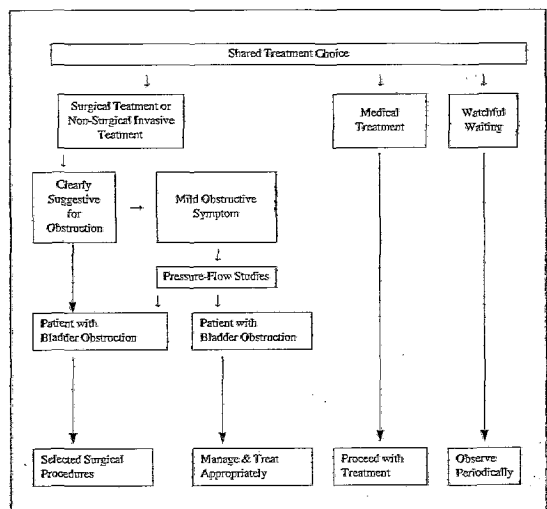 Shared Treatment Choice
Surgical Teatment or
Non-Surgical Invasive
Teatment
Medical
Treatment
Watchful
Waiting
Clearly
Suggestive
for
Obstruction
Mild Obstructive
Symptom
Pressure-Flow Studies
Patient with
Bladder Obstruction
Patient with
Bladder Obstruction
Selected Surgical
Procedures
Manage & Treat
Appropriately
Proceed with
Treatment
Observe
Periodically